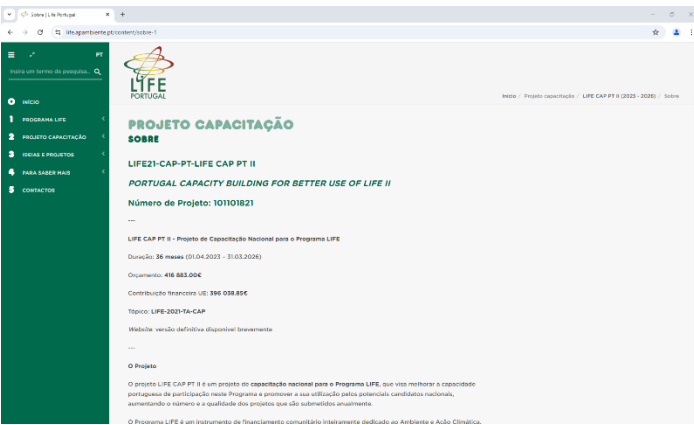 Sobre | Life Portugal
life.apambiente.pt/content/sobre-1
PT
Insira um termo de pesquisa...
0 INÍCIO
1 PROGRAMA LIFE
2 PROJETO CAPACITAÇÃO
3 IDEIAS E PROJETOS
4 PARA SABER MAIS
5 CONTACTOS
LIFE
PORTUGAL
Início / Projeto capacitação / LIFE CAP PT II (2023 - 2026) / Sobre
PROJETO CAPACITAÇÃO
SOBRE
LIFE21-CAP-PT-LIFE CAP PT II
PORTUGAL CAPACITY BUILDING FOR BETTER USE OF LIFE II
Número de Projeto: 101101821
---
LIFE CAP PT II - Projeto de Capacitação Nacional para o Programa LIFE
Duração: 36 meses (01.04.2023 – 31.03.2026)
Orçamento: 416 883.00€
Contribuição financeira UE: 396 038.85€
Tópico: LIFE-2021-TA-CAP
Website: versão definitiva disponível brevemente
---
O Projeto
O projeto LIFE CAP PT II é um projeto de capacitação nacional para o Programa LIFE, que visa melhorar a capacidade
portuguesa de participação neste Programa e promover a sua utilização pelos potenciais candidatos nacionais,
aumentando o número e a qualidade dos projetos que são submetidos anualmente.
O Programa LIFE é um instrumento de financiamento comunitário inteiramente dedicado ao Ambiente e Ação Climática.